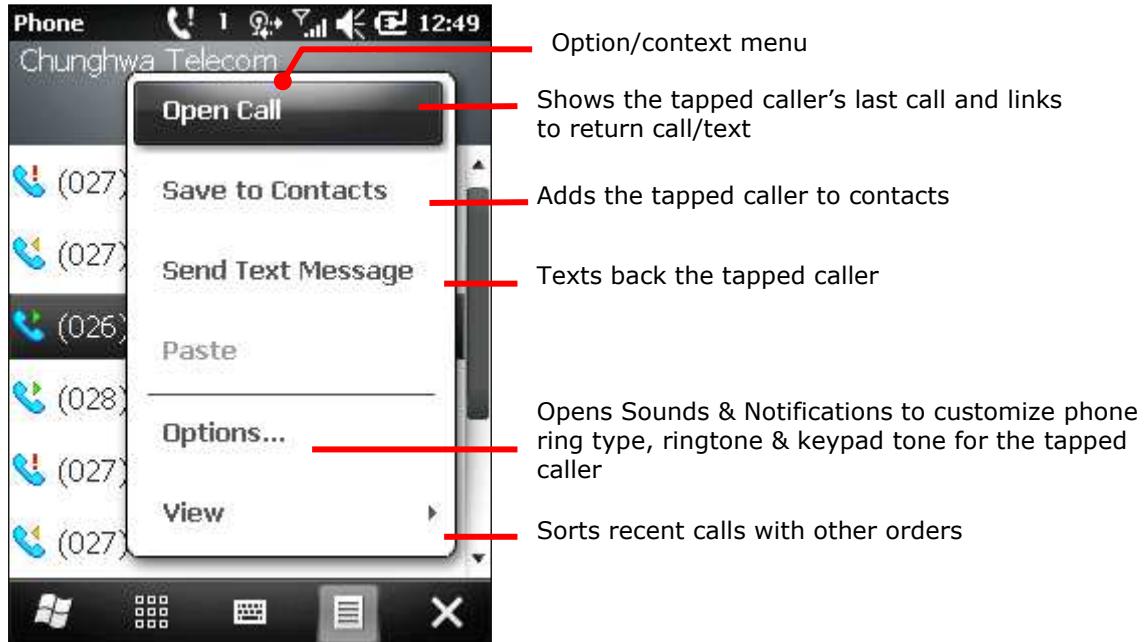 Phone 1 12:49
Chunghwa Telecom
Open Call
(027)
Save to Contacts
(027)
Send Text Message
(026)
Paste
(028)
Options...
(027)
View
(027)
Option/context menu
Shows the tapped caller's last call and links
to return call/text
Adds the tapped caller to contacts
Texts back the tapped caller
Opens Sounds & Notifications to customize phone
ring type, ringtone & keypad tone for the tapped
caller
Sorts recent calls with other orders